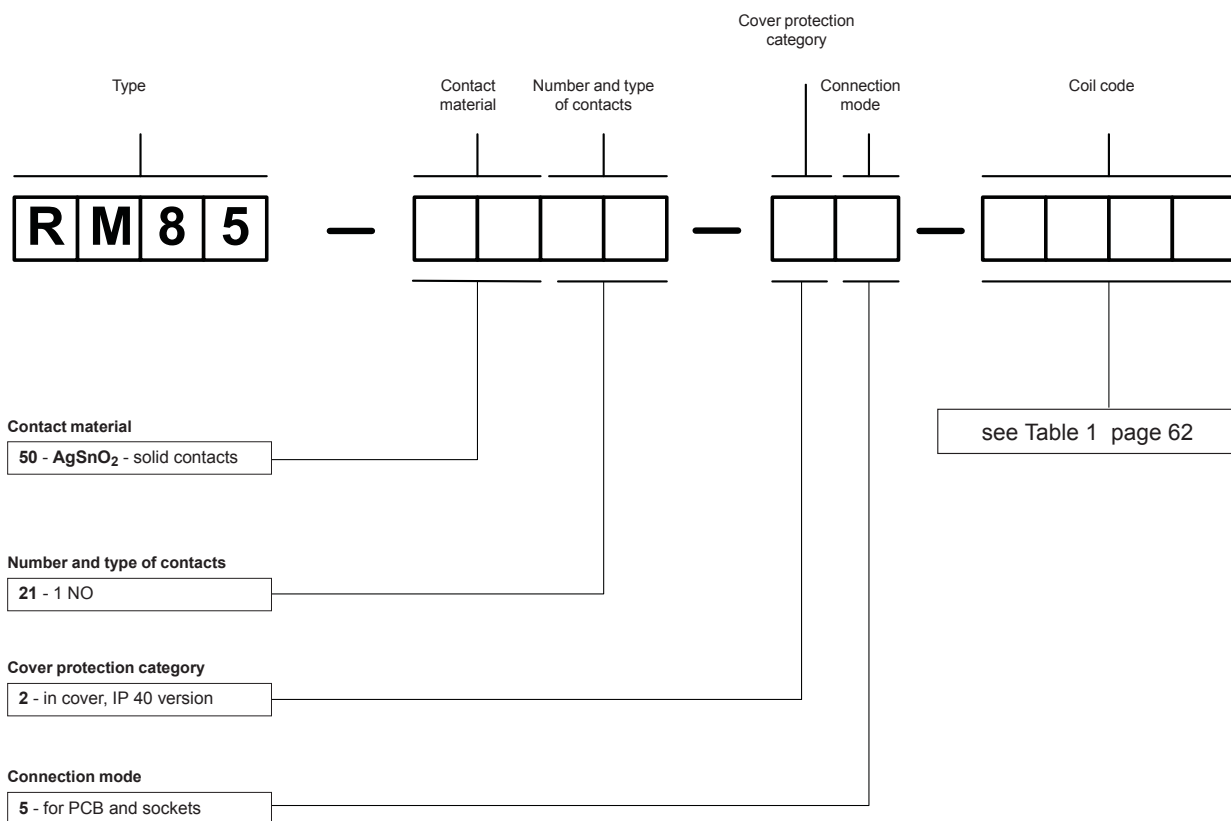 Cover protection
category
Type
Contact
material
Number and type
of contacts
Connection
mode
Coil code
RM85 — — —
Contact material
50 - AgSnO₂ - solid contacts
see Table 1 page 62
Number and type of contacts
21 - 1 NO
Cover protection category
2 - in cover, IP 40 version
Connection mode
5 - for PCB and sockets